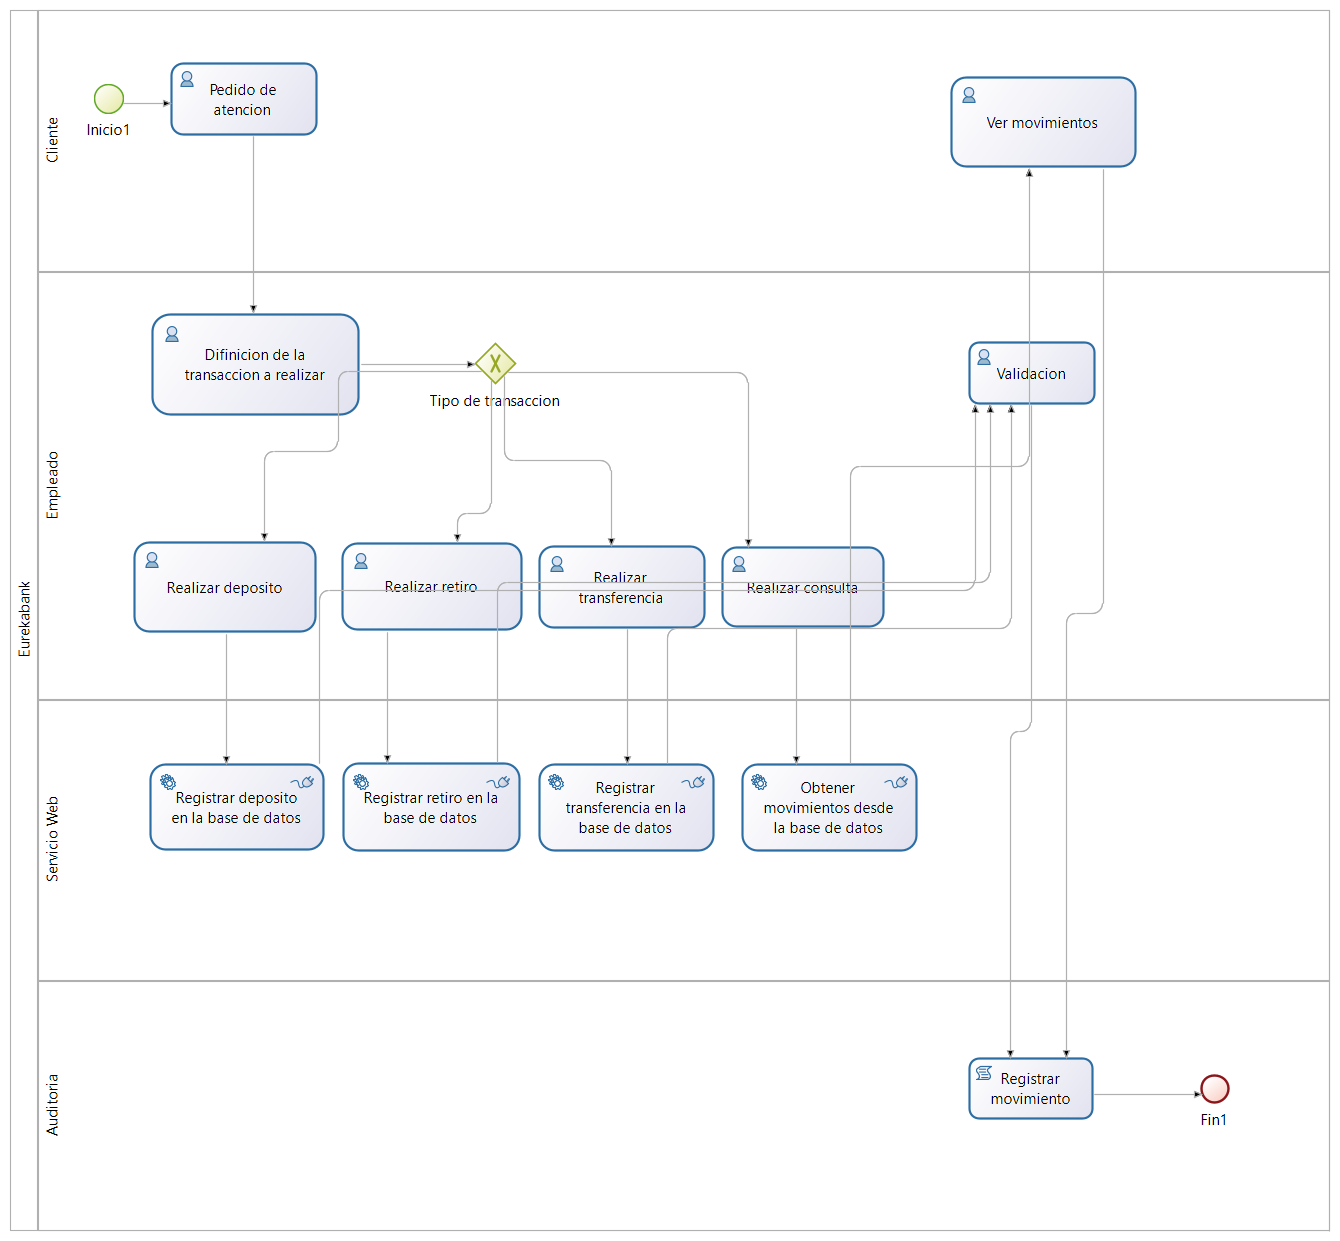 Eurekabank
Cliente
Inicio1
Pedido de
atencion
Ver movimientos
Empleado
Difinicion de la
transaccion a realizar
Tipo de transaccion
Validacion
Realizar deposito
Realizar retiro
Realizar
transferencia
Realizar consulta
Servicio Web
Registrar deposito
en la base de datos
Registrar retiro en la
base de datos
Registrar
transferencia en la
base de datos
Obtener
movimientos desde
la base de datos
Auditoria
Registrar
movimiento
Fin1